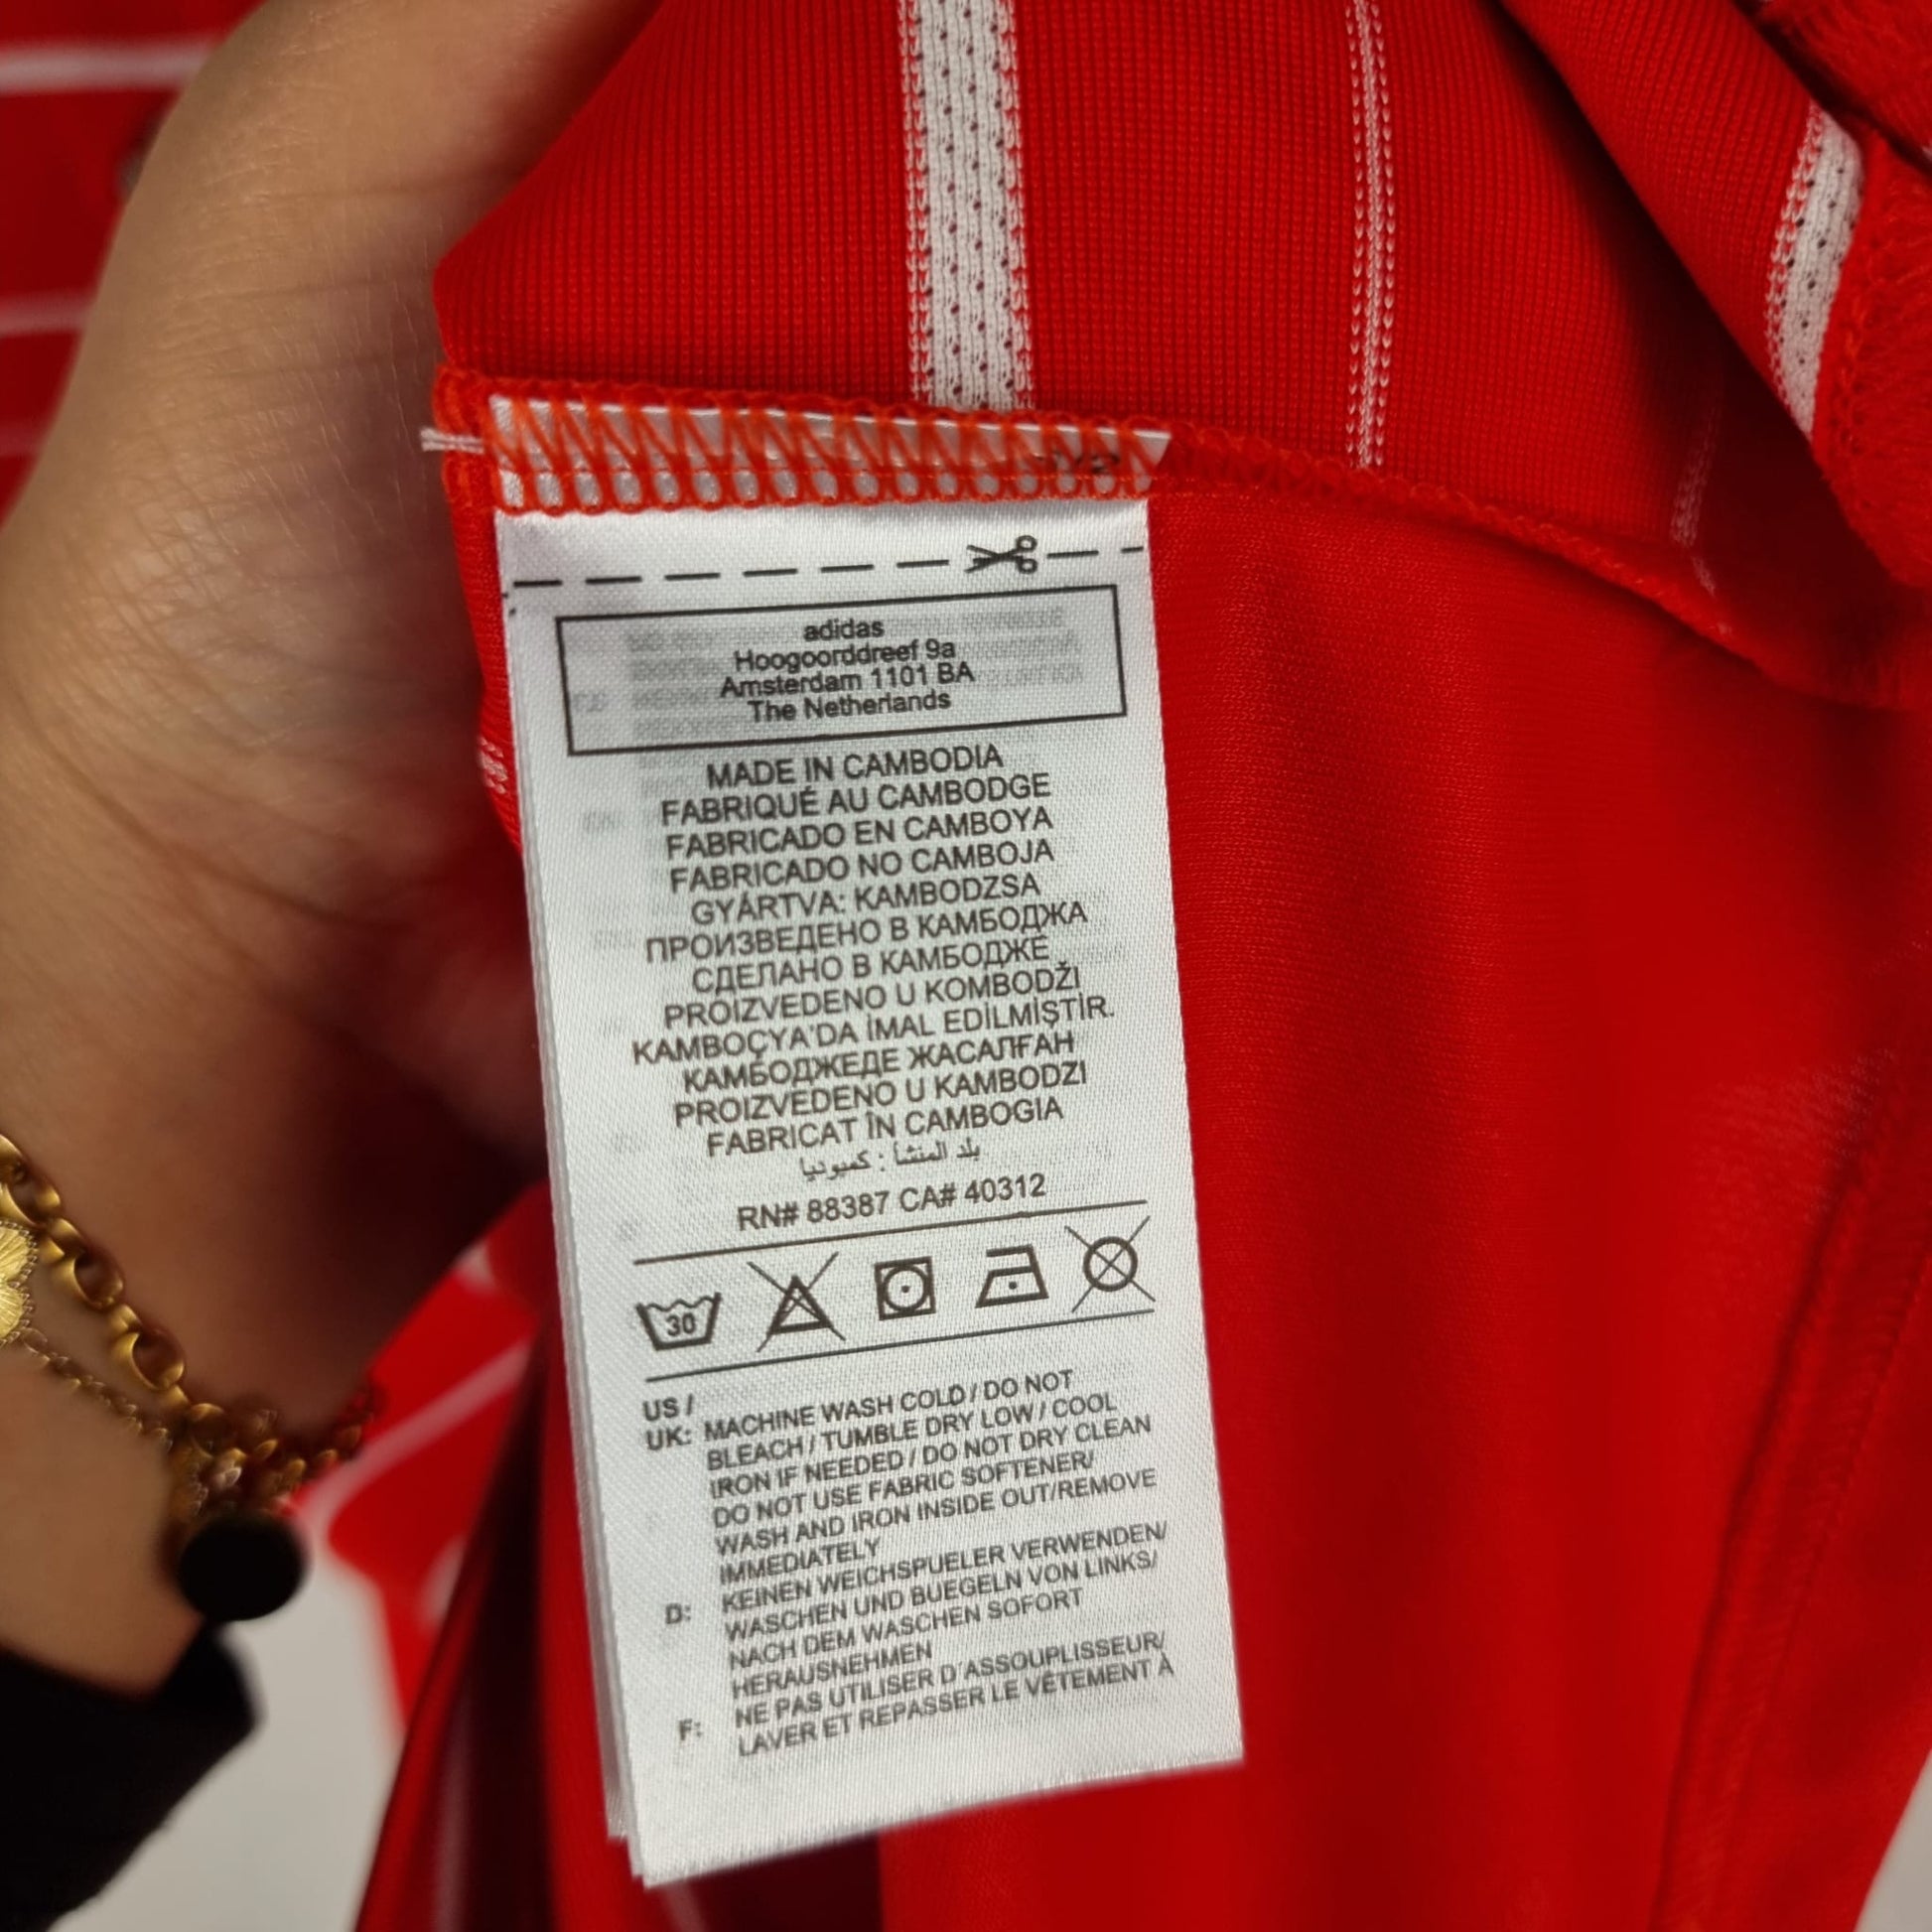 adidas
Hoogoorddreef 9a
Amsterdam 1101 BA
The Netherlands
MADE IN CAMBODIA
FABRIQUÉ AU CAMBODGE
FABRICADO EN CAMBOYA
FABRICADO NO CAMBOJA
GYÁRTVA: KAMBODZSA
ПРОИЗВЕДЕНО В КАМБОДЖА
СДЕЛАНО В КАМБОДЖЕ
PROIZVEDENO U KOMBODŽI
KAMBOÇYA'DA İMAL EDİLMİŞTİR.
КАМБОДЖЕДЕ ЖАСАЛҒАН
PROIZVEDENO U KAMBODZI
FABRICAT ÎN CAMBOGIA
بلد المنشأ : كمبوديا
RN# 88387 CA# 40312
30
US /
UK: MACHINE WASH COLD / DO NOT
BLEACH / TUMBLE DRY LOW / COOL
IRON IF NEEDED / DO NOT DRY CLEAN
DO NOT USE FABRIC SOFTENER/
WASH AND IRON INSIDE OUT/REMOVE
IMMEDIATELY
D: KEINEN WEICHSPUELER VERWENDEN/
WASCHEN UND BUEGELN VON LINKS/
NACH DEM WASCHEN SOFORT
HERAUSNEHMEN
F: NE PAS UTILISER D´ASSOUPLISSEUR/
LAVER ET REPASSER LE VÊTEMENT À